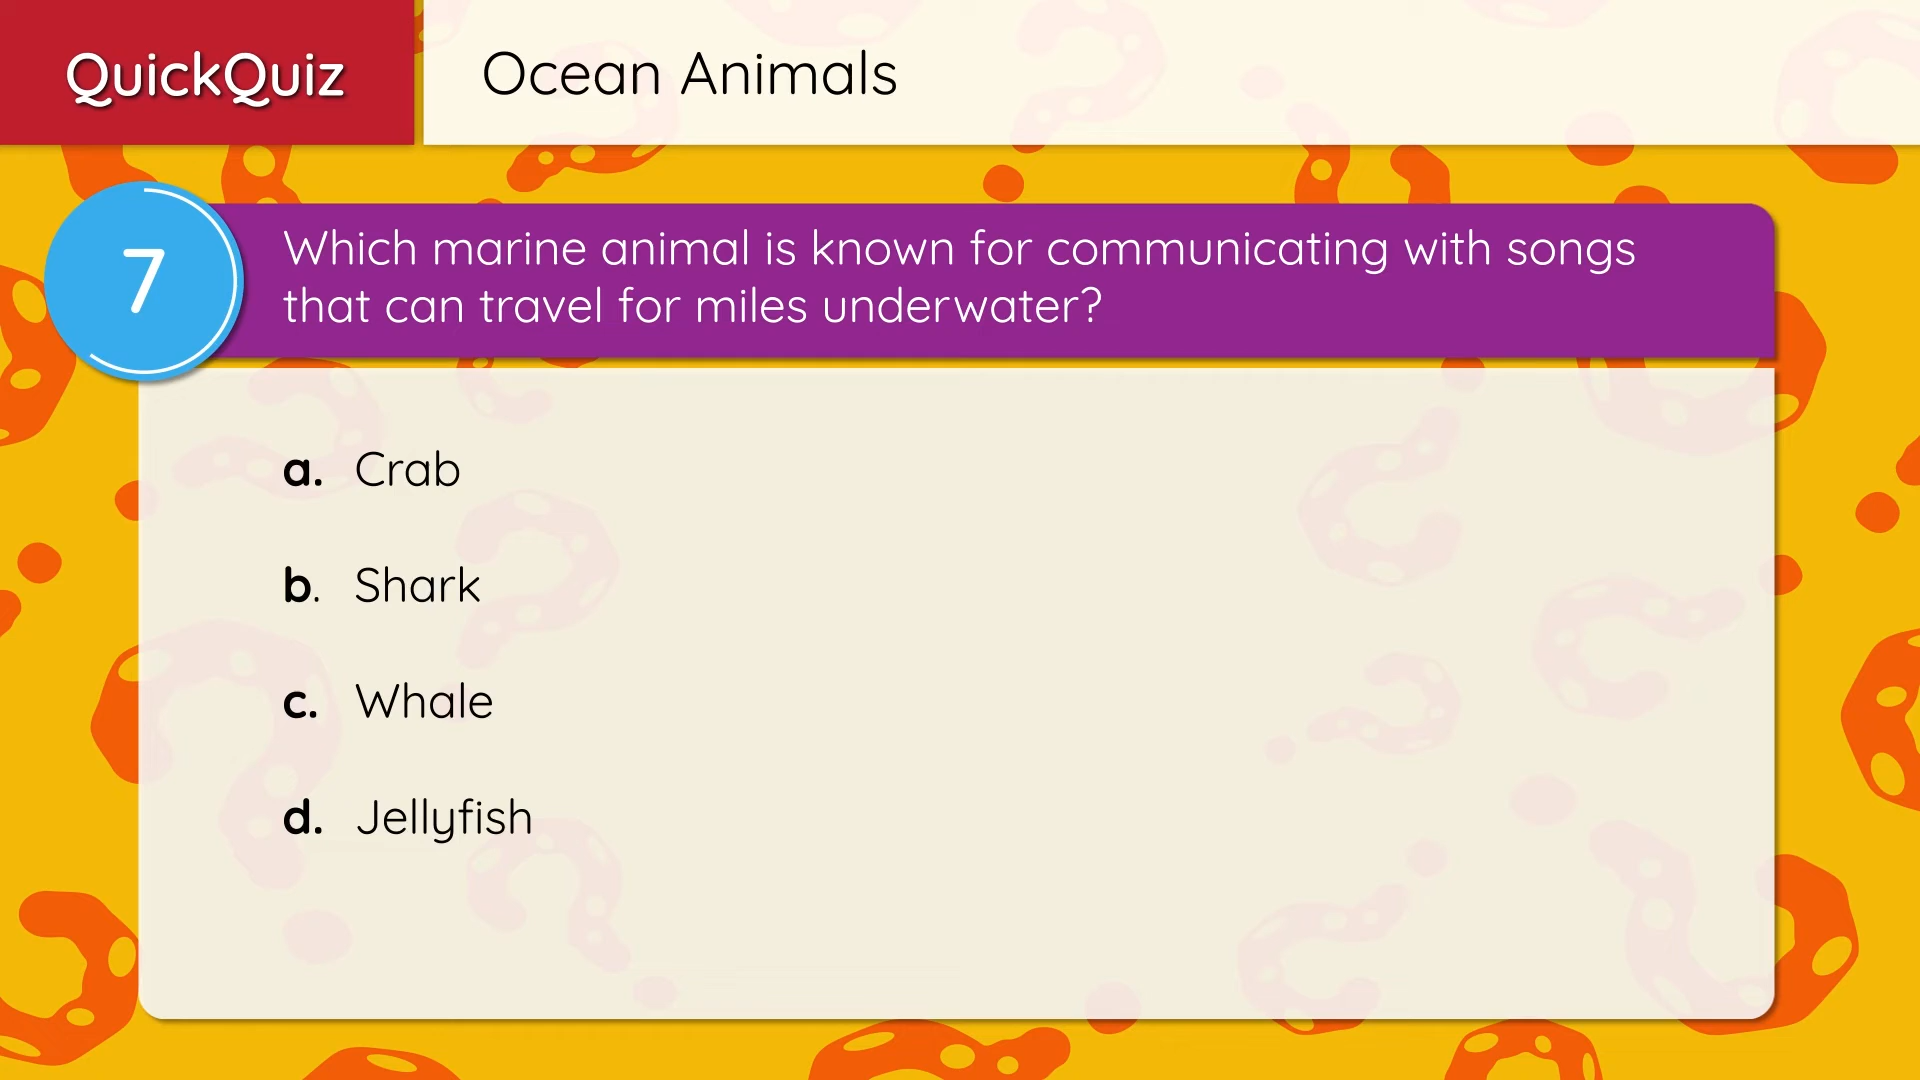 QuickQuiz
Ocean Animals
7
Which marine animal is known for communicating with songs
that can travel for miles underwater?
a. Crab
b. Shark
c. Whale
d. Jellyfish